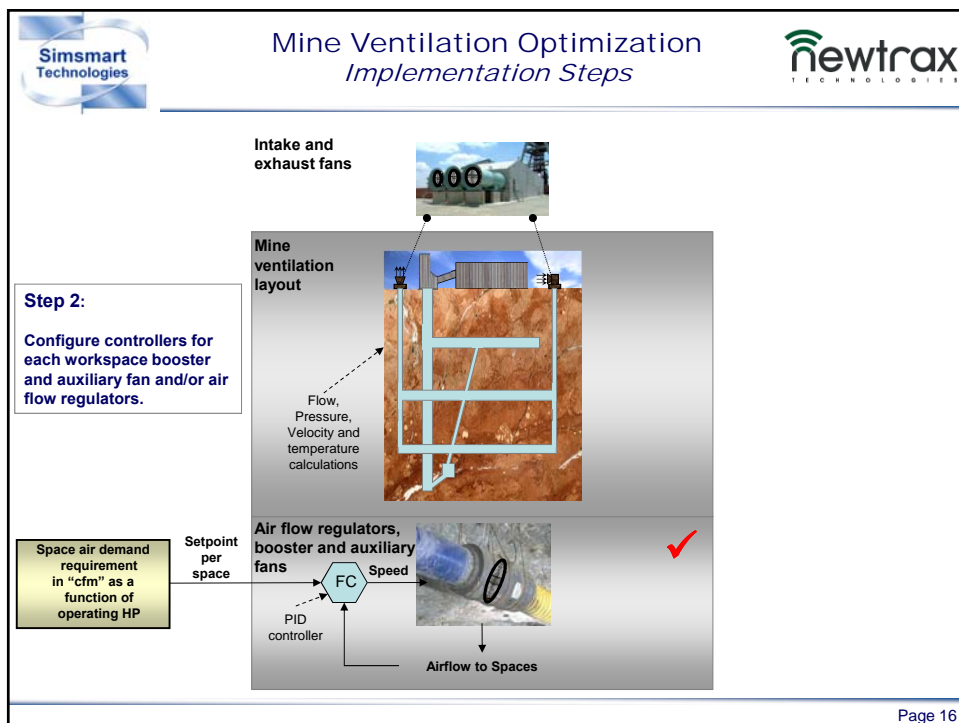 Simsmart
Technologies
Mine Ventilation Optimization
Implementation Steps
newtrax
TECHNOLOGIES
Intake and
exhaust fans
Mine
ventilation
layout
Step 2:
Configure controllers for
each workspace booster
and auxiliary fan and/or air
flow regulators.
Flow,
Pressure,
Velocity and
temperature
calculations
Air flow regulators,
booster and auxiliary
fans
Space air demand
requirement
in “cfm” as a
function of
operating HP
Setpoint
per
space
FC
Speed
PID
controller
Airflow to Spaces
Page 16